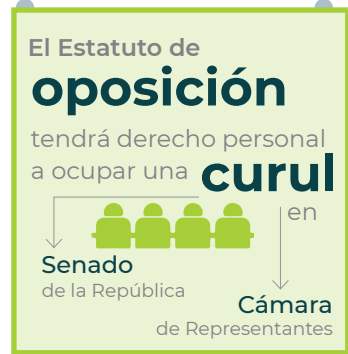 El Estatuto de
oposición
tendrá derecho personal
a ocupar una curul
en
Senado
de la República
Cámara
de Representantes